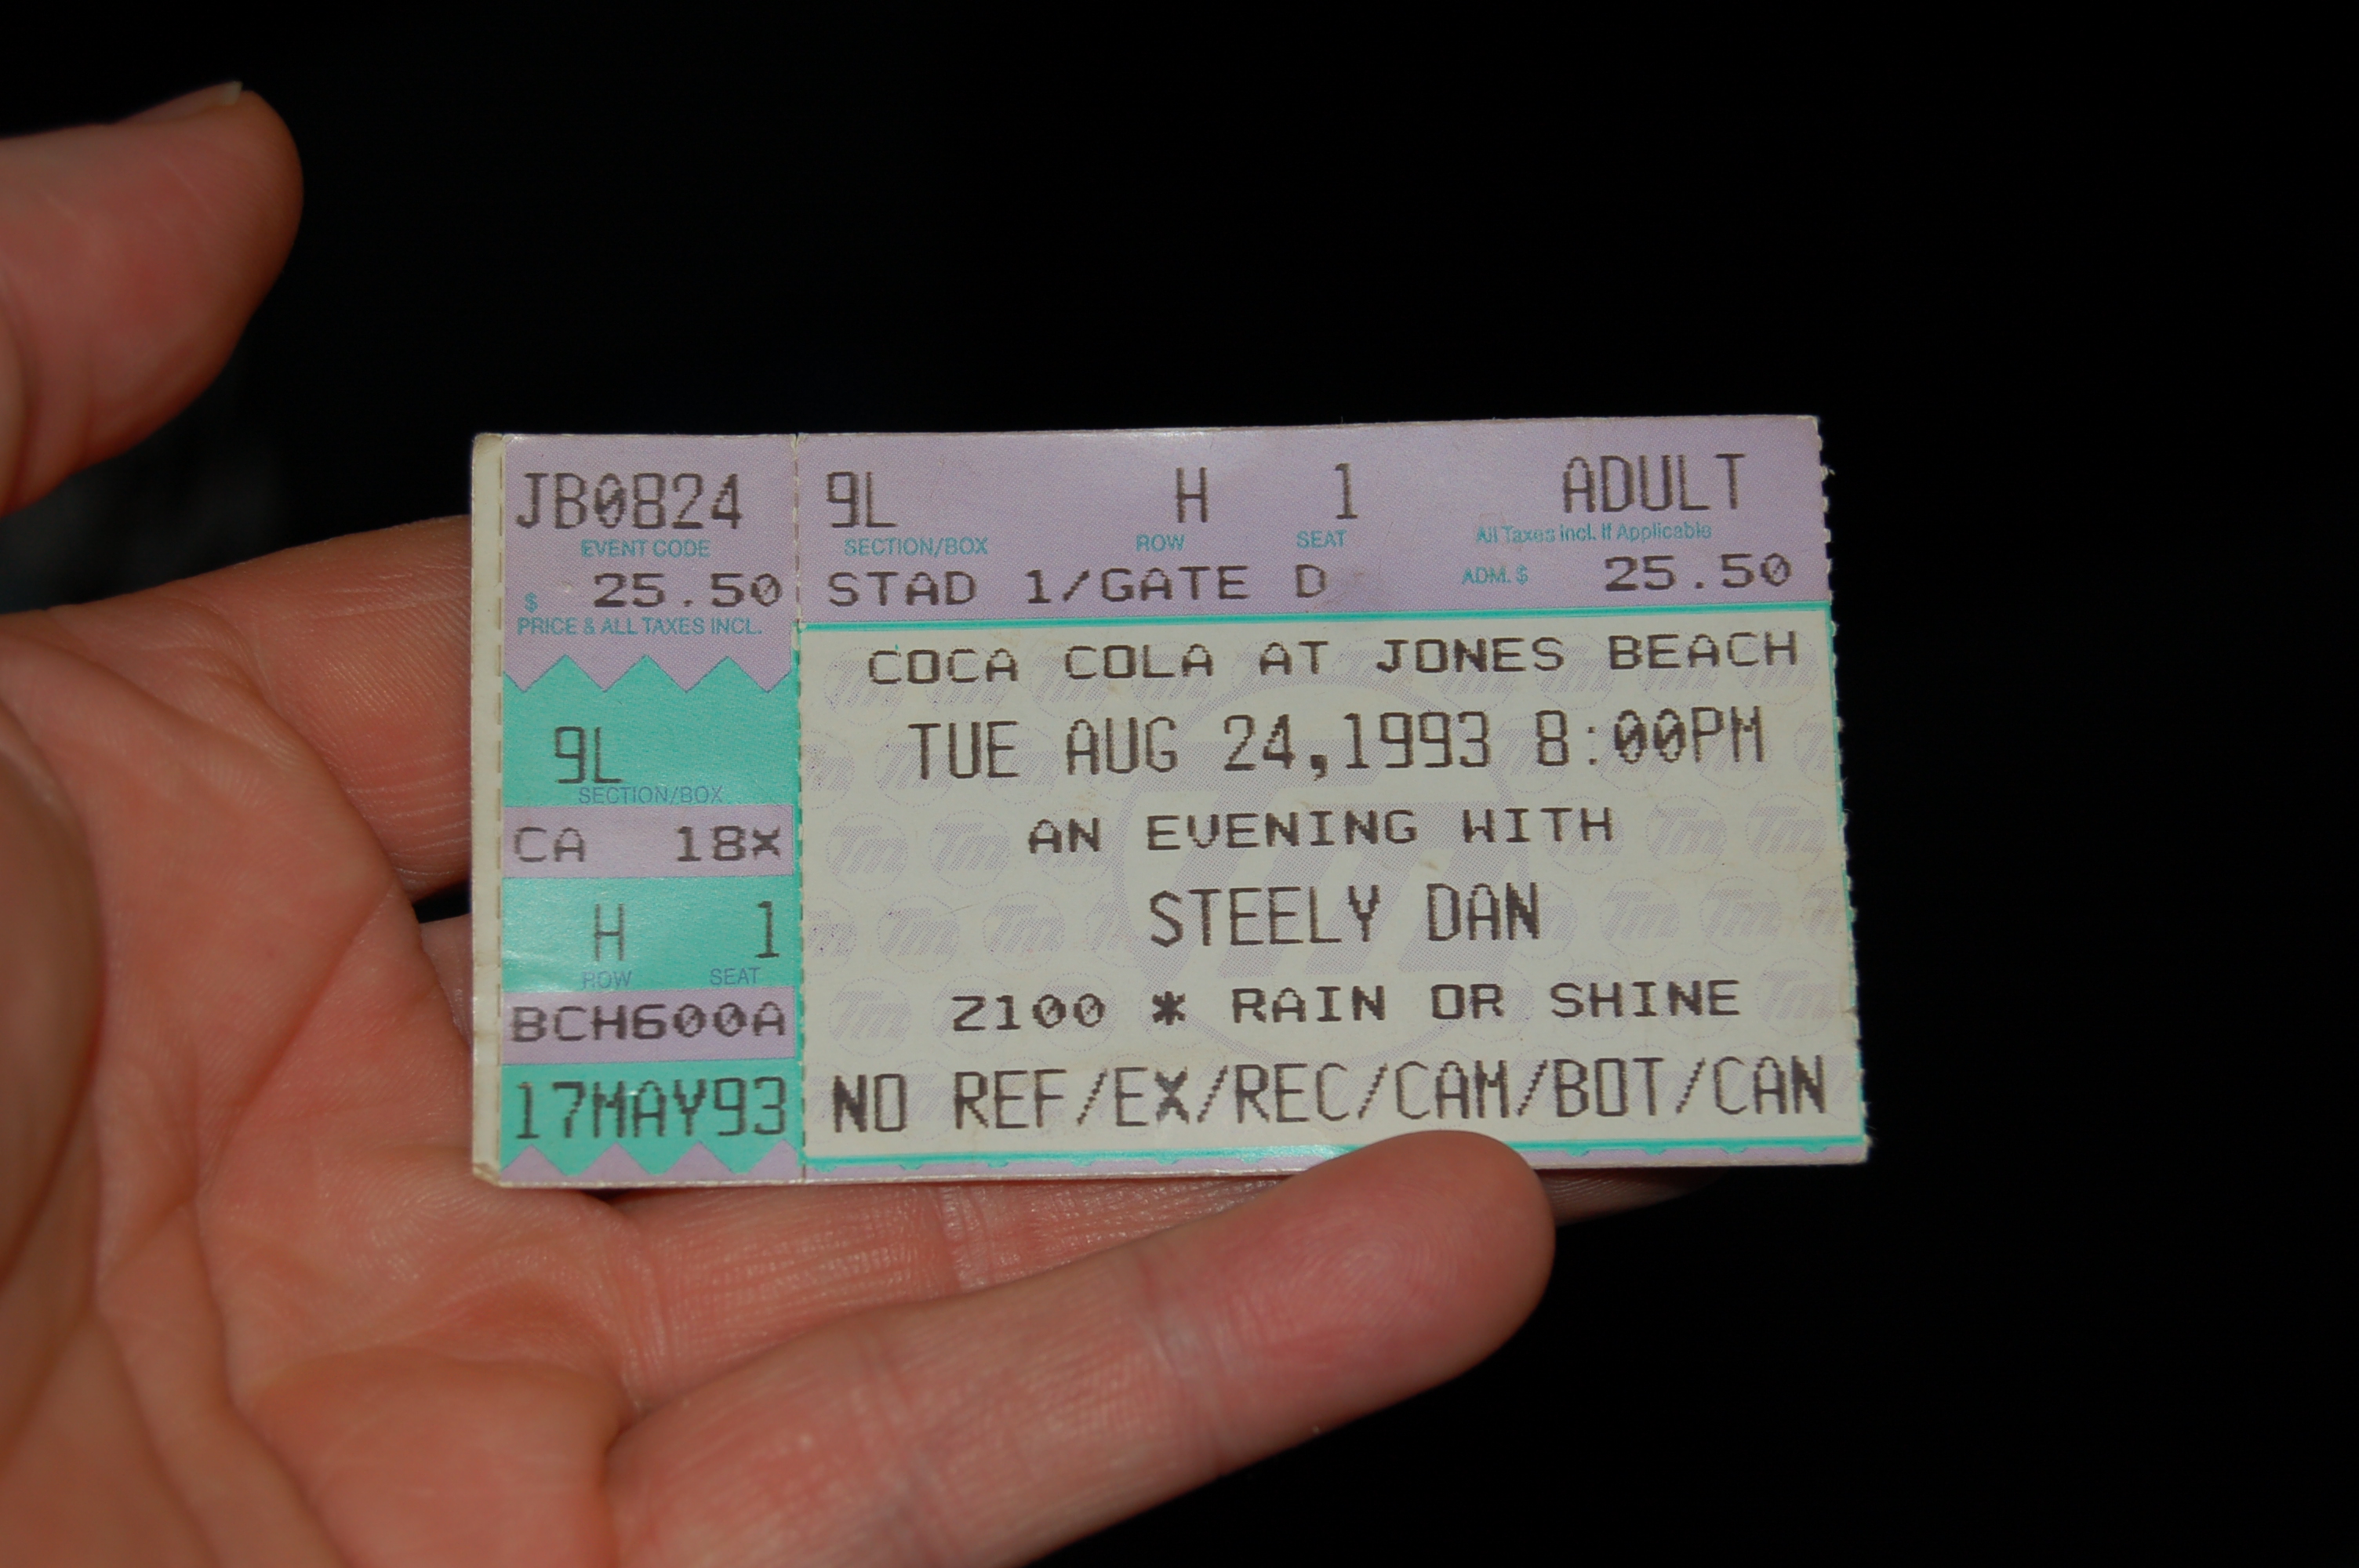 JB0824
EVENT CODE
$ 25.50
PRICE & ALL TAXES INCL.
9L
SECTION/BOX
CA 18X
H 1
ROW SEAT
BCH600A
17MAY93
9L H 1 ADULT
SECTION/BOX ROW SEAT All Taxes Incl. If Applicable
STAD 1/GATE D ADM. $ 25.50
COCA COLA AT JONES BEACH
TUE AUG 24,1993 8:00PM
AN EVENING WITH
STEELY DAN
Z100 * RAIN OR SHINE
NO REF/EX/REC/CAM/BOT/CAN